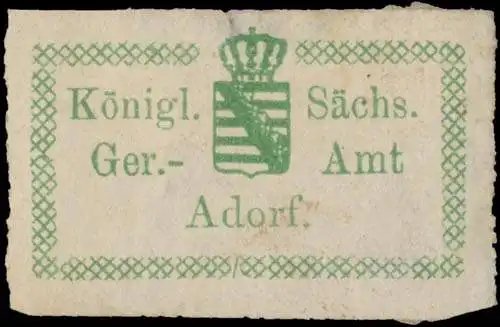 Königl. Sächs.
Ger.- Amt
Adorf.